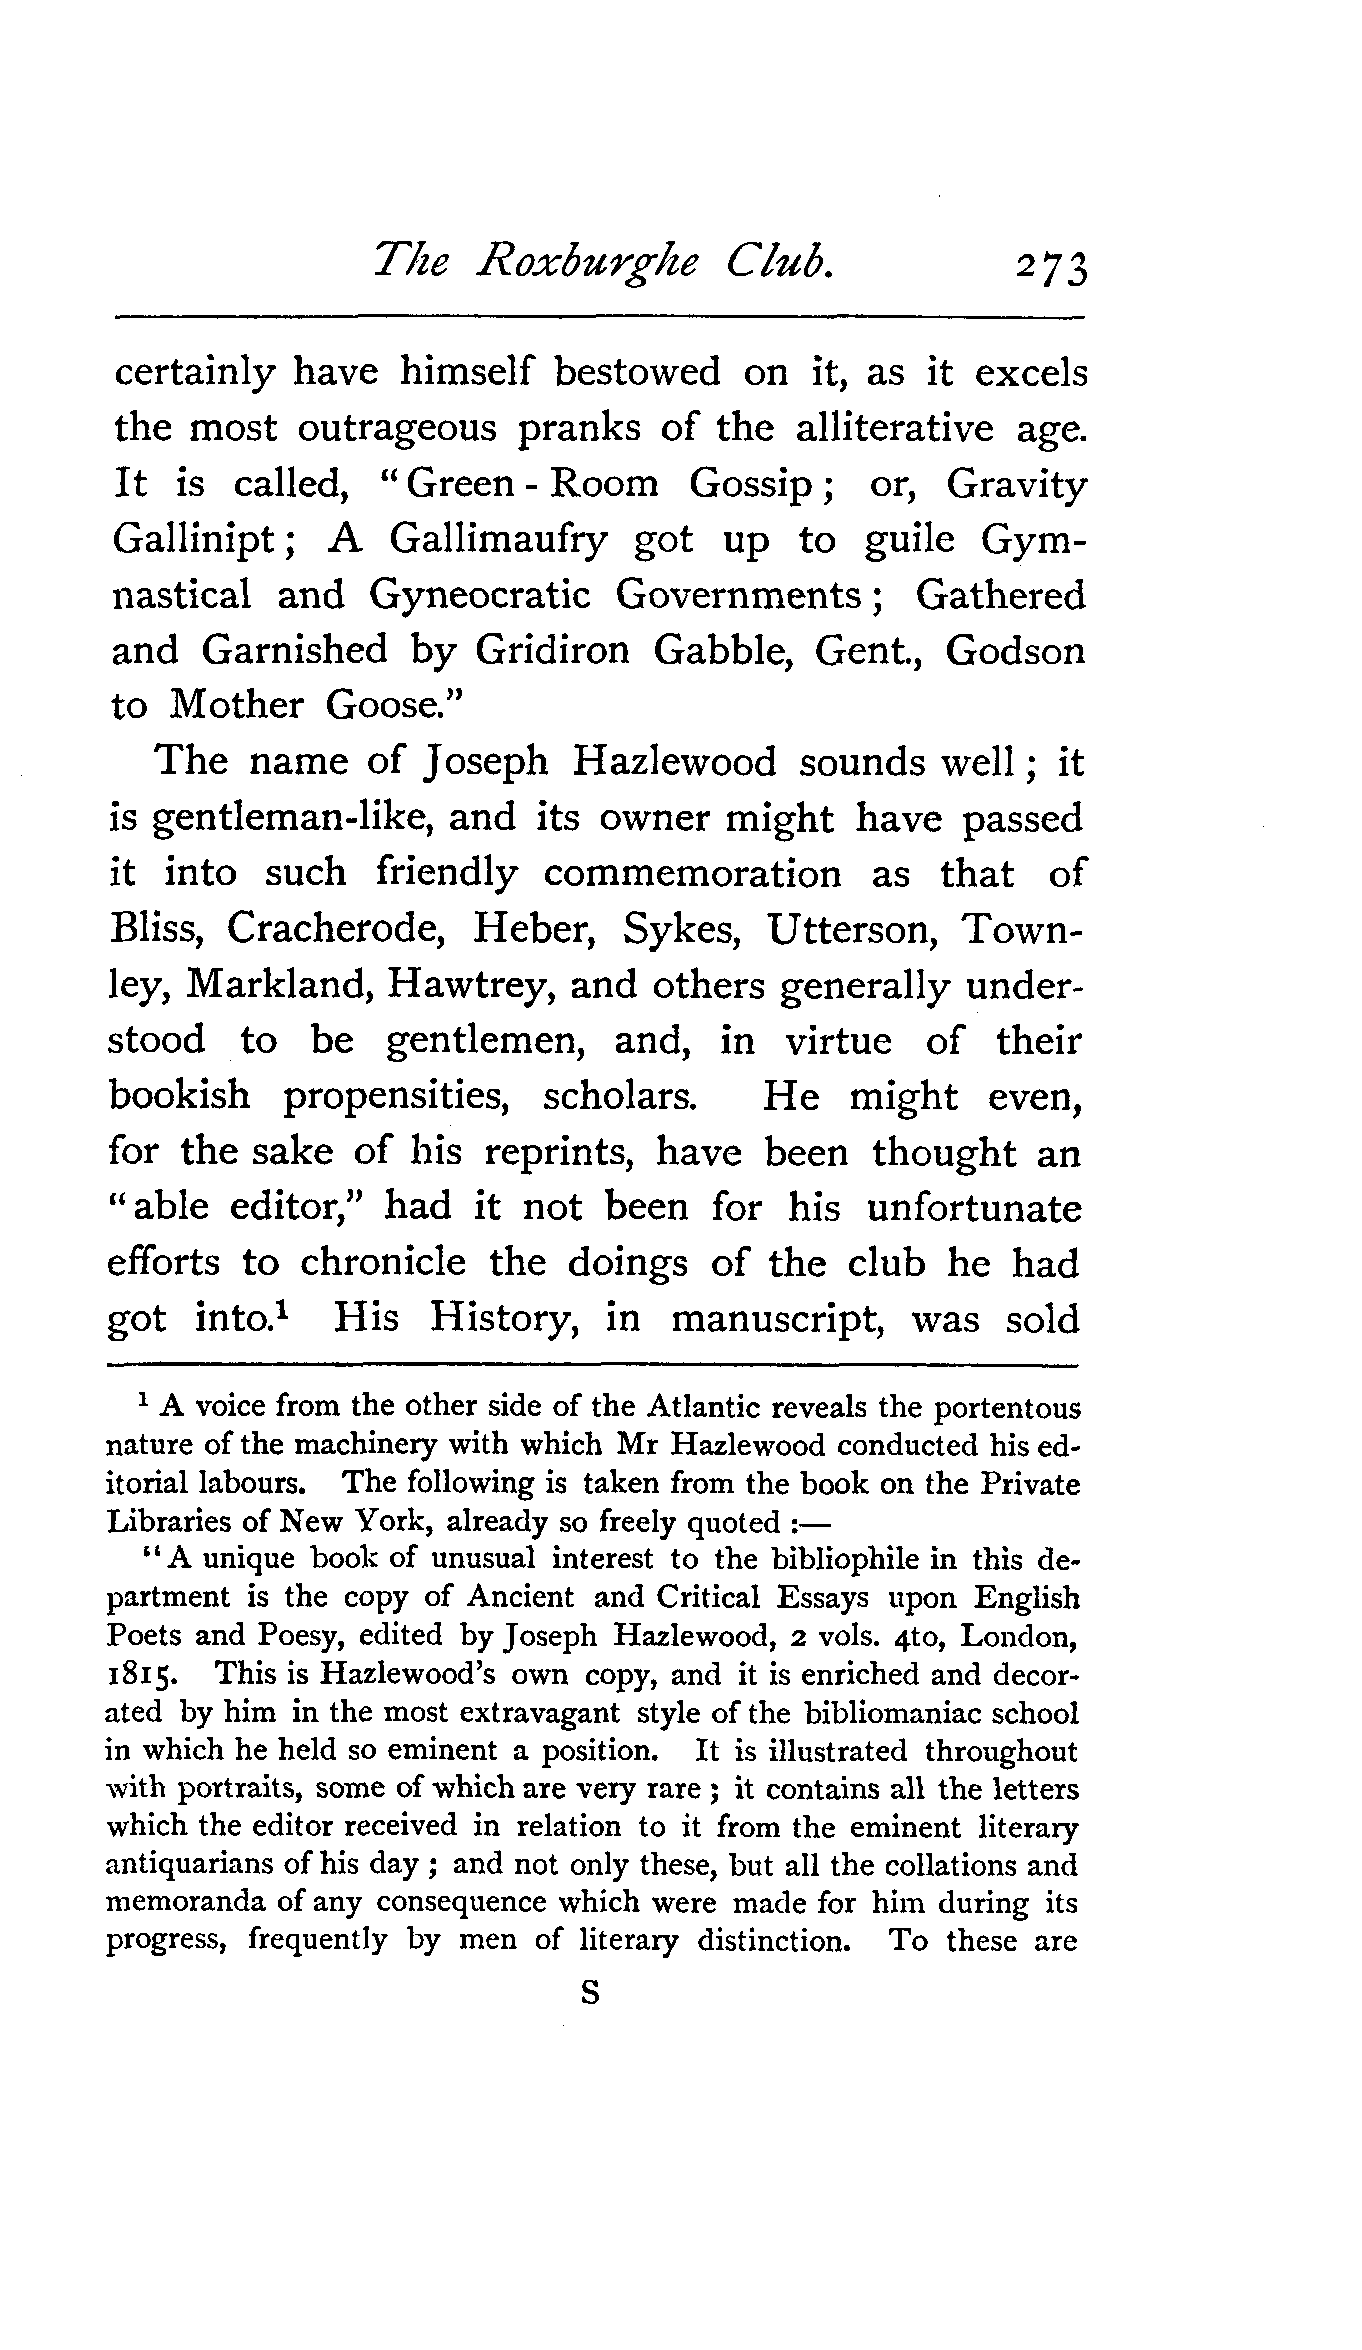 The Roxburghe Club. 273
certainly have himself bestowed on it, as it excels
the most outrageous pranks of the alliterative age.
It is called, "Green-Room Gossip; or, Gravity
Gallinipt; A Gallimaufry got up to guile Gym-
nastical and Gyneocratic Governments; Gathered
and Garnished by Gridiron Gabble, Gent., Godson
to Mother Goose."
The name of Joseph Hazlewood sounds well; it
is gentleman-like, and its owner might have passed
it into such friendly commemoration as that of
Bliss, Cracherode, Heber, Sykes, Utterson, Town-
ley, Markland, Hawtrey, and others generally under-
stood to be gentlemen, and, in virtue of their
bookish propensities, scholars. He might even,
for the sake of his reprints, have been thought an
"able editor," had it not been for his unfortunate
efforts to chronicle the doings of the club he had
got into.¹ His History, in manuscript, was sold
¹ A voice from the other side of the Atlantic reveals the portentous
nature of the machinery with which Mr Hazlewood conducted his ed-
itorial labours. The following is taken from the book on the Private
Libraries of New York, already so freely quoted :—
"A unique book of unusual interest to the bibliophile in this de-
partment is the copy of Ancient and Critical Essays upon English
Poets and Poesy, edited by Joseph Hazlewood, 2 vols. 4to, London,
1815. This is Hazlewood's own copy, and it is enriched and decor-
ated by him in the most extravagant style of the bibliomaniac school
in which he held so eminent a position. It is illustrated throughout
with portraits, some of which are very rare; it contains all the letters
which the editor received in relation to it from the eminent literary
antiquarians of his day; and not only these, but all the collations and
memoranda of any consequence which were made for him during its
progress, frequently by men of literary distinction. To these are
S